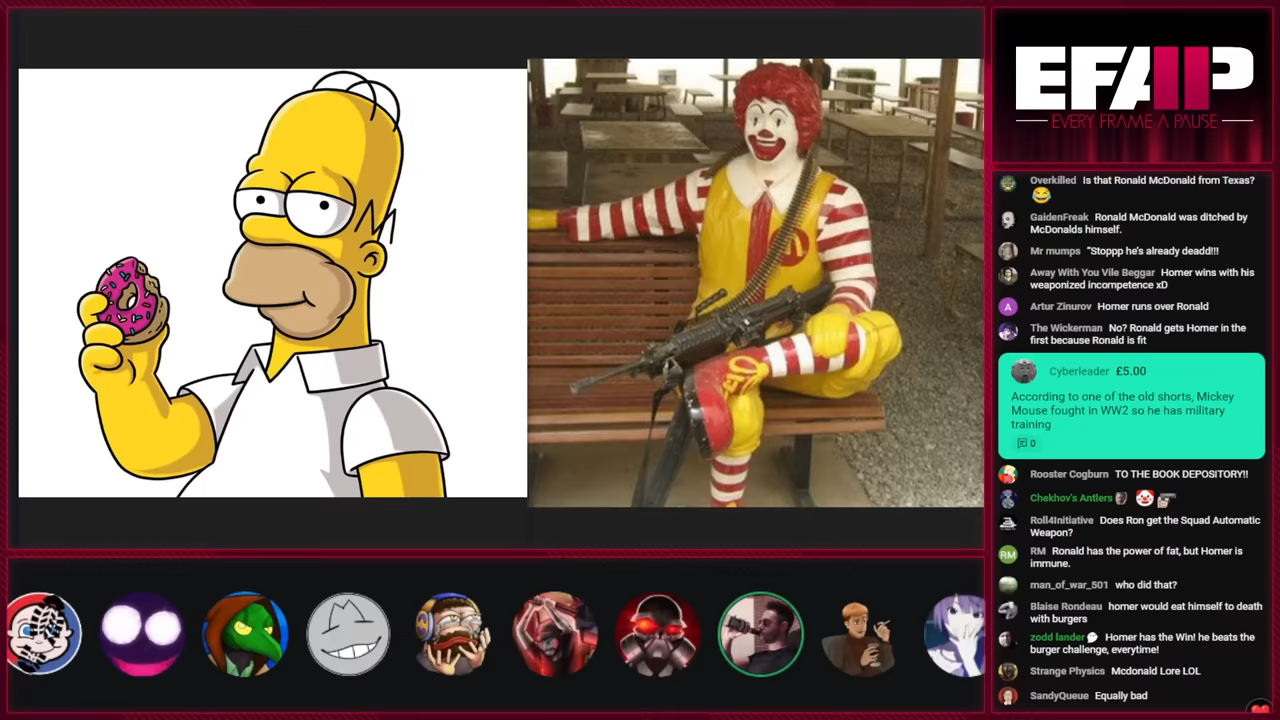 EFAP
EVERY FRAME A PAUSE
Overkilled Is that Ronald McDonald from Texas?
GaidenFreak Ronald McDonald was ditched by
McDonalds himself.
Mr mumps “Stoppp he's already deadd!!!
Away With You Vile Beggar Homer wins with his
weaponized incompetence xD
A Artur Zinurov Homer runs over Ronald
The Wickerman No? Ronald gets Homer in the
first because Ronald is fit
Cyberleader £5.00
According to one of the old shorts, Mickey
Mouse fought in WW2 so he has military
training
0
Rooster Cogburn TO THE BOOK DEPOSITORY!!
Chekhov's Antlers
Roll4Initiative Does Ron get the Squad Automatic
Weapon?
RM RM Ronald has the power of fat, but Homer is
immune.
man_of_war_501 who did that?
Blaise Rondeau homer would eat himself to death
with burgers
zodd lander Homer has the Win! he beats the
burger challenge, everytime!
Strange Physics Mcdonald Lore LOL
SandyQueue Equally bad